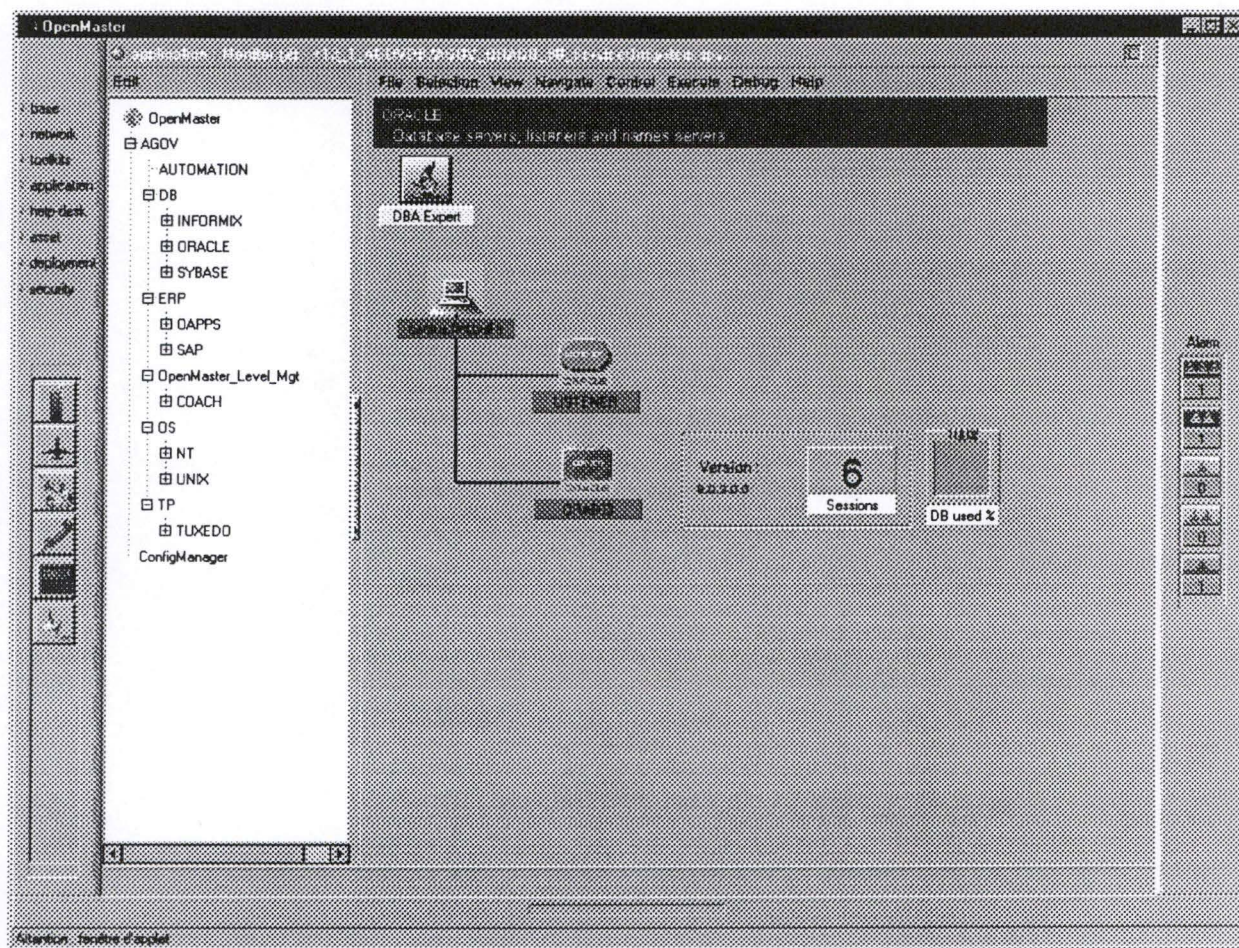 OpenMaster
application
Edit
File Selection View Navigate Control Execute Debug Help
base
network
toolkits
application
help-desk
asset
deployment
security
OpenMaster
AGOV
AUTOMATION
DB
INFORMIX
ORACLE
SYBASE
ERP
OAPPS
SAP
OpenMaster_Level_Mgt
COACH
OS
NT
UNIX
TP
TUXEDO
ConfigManager
ORACLE
Database servers, listeners and names servers
DBA Expert
ORACLE
LISTENER
Version
6
Sessions
DB used %
Alarm
1
1
0
0
1
Attention : fenêtre d'applet